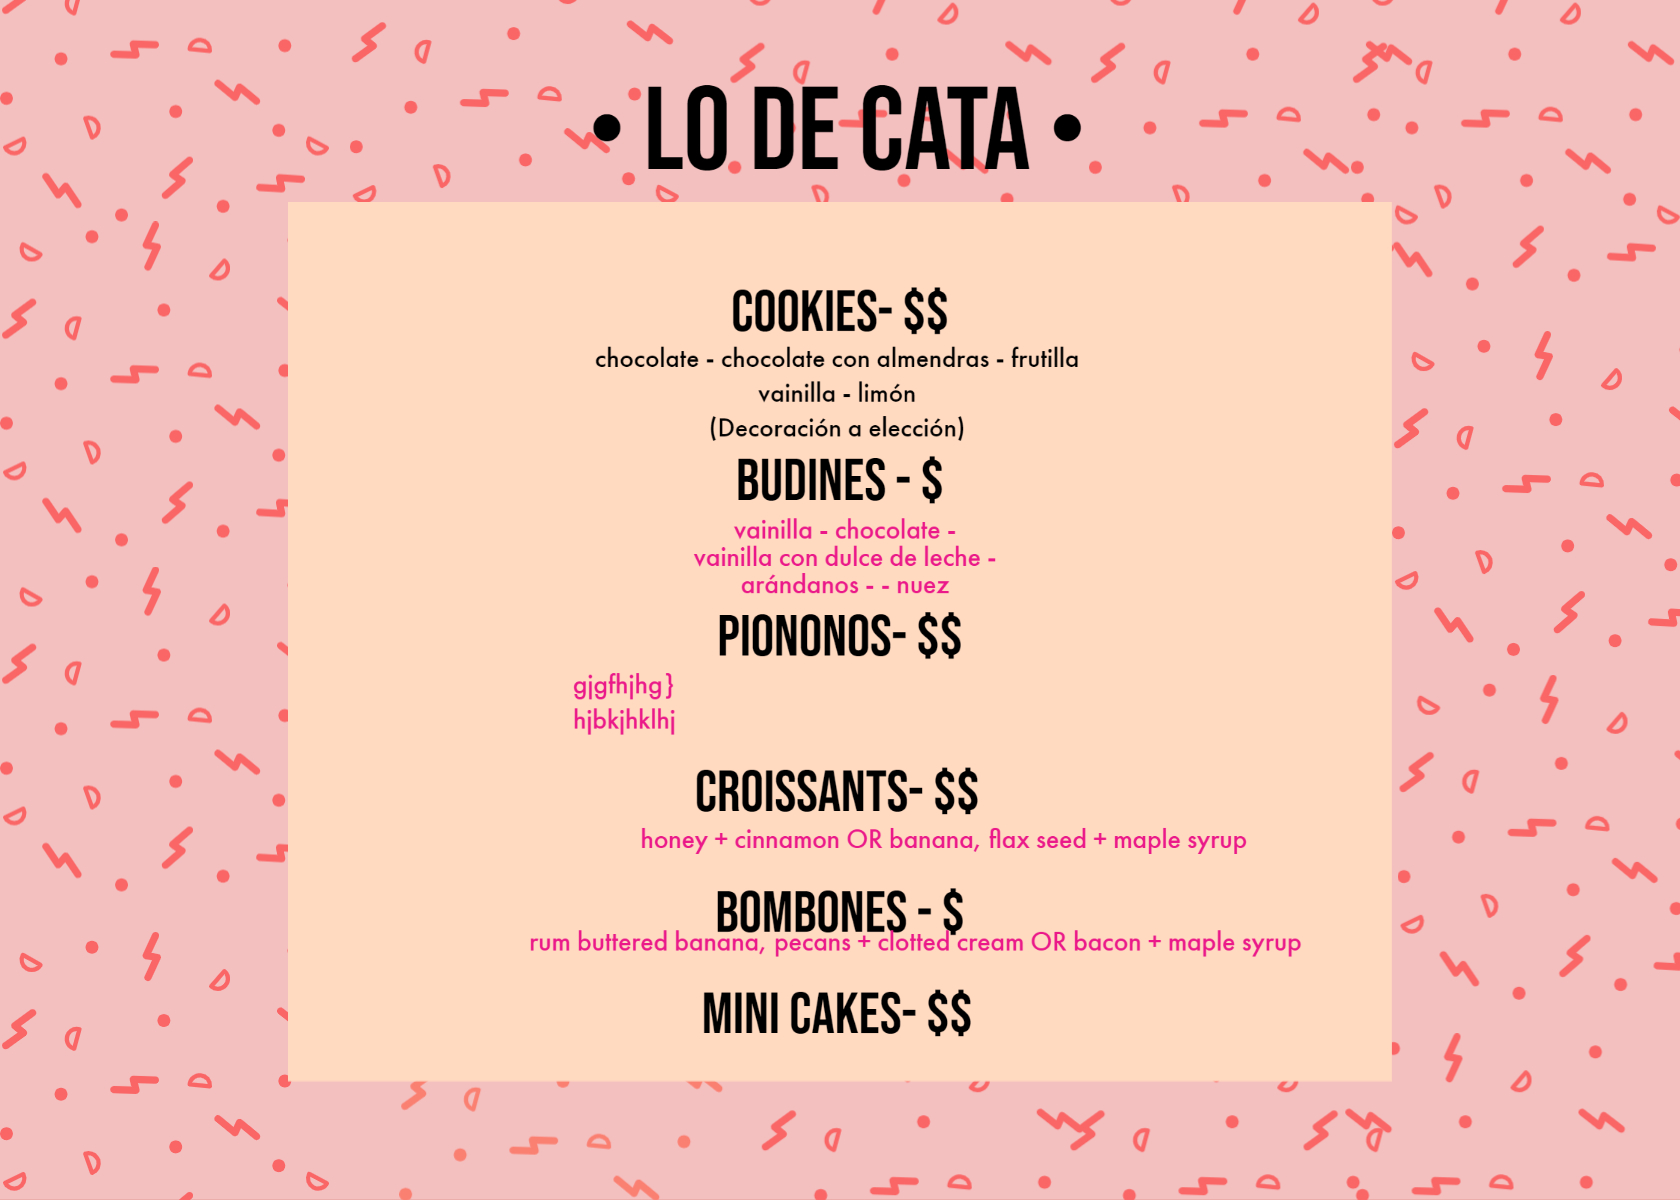 • LO DE CATA •
COOKIES- $$
chocolate - chocolate con almendras - frutilla
vainilla - limón
(Decoración a elección)
BUDINES - $
vainilla - chocolate -
vainilla con dulce de leche -
arándanos - - nuez
PIONONOS- $$
gjgfhjhg}
hjbkjhklhj
CROISSANTS- $$
honey + cinnamon OR banana, flax seed + maple syrup
BOMBONES - $
rum buttered banana, pecans + clotted cream OR bacon + maple syrup
MINI CAKES- $$